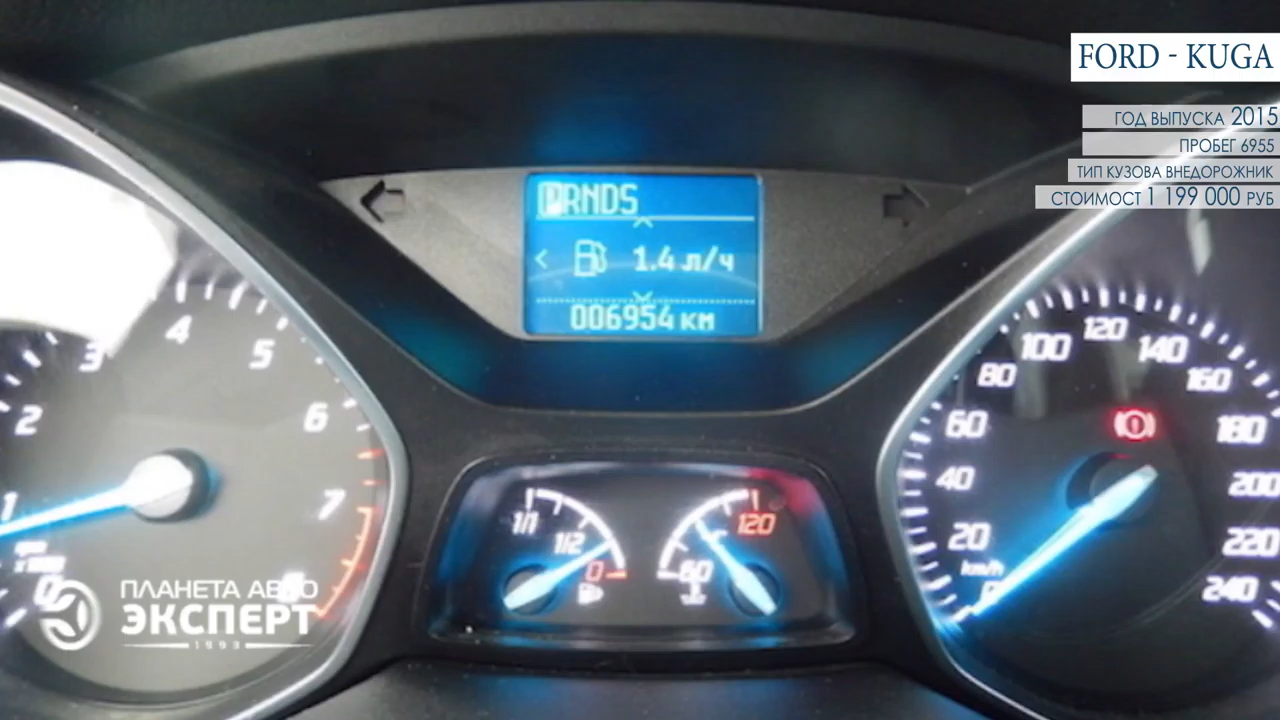 FORD - KUGA
ГОД ВЫПУСКА 2015
ПРОБЕГ 6955
ТИП КУЗОВА ВНЕДОРОЖНИК
СТОИМОСТ 1 199 000 РУБ
PRNDS
< 1.4 л/ч
006954 км
1
2
3
4
5
6
7
0
1/1
1/2
0
60
120
0
20
40
60
80
100
120
140
160
180
200
220
240
km/h
ПЛАНЕТА АВТО
ЭКСПЕРТ
1993